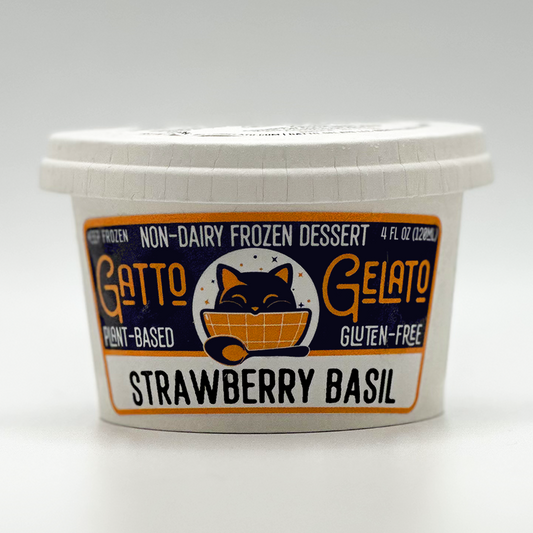 KEEP FROZEN NON-DAIRY FROZEN DESSERT 4 FL OZ (120ML)
GATTO GELATO
PLANT-BASED GLUTEN-FREE
STRAWBERRY BASIL